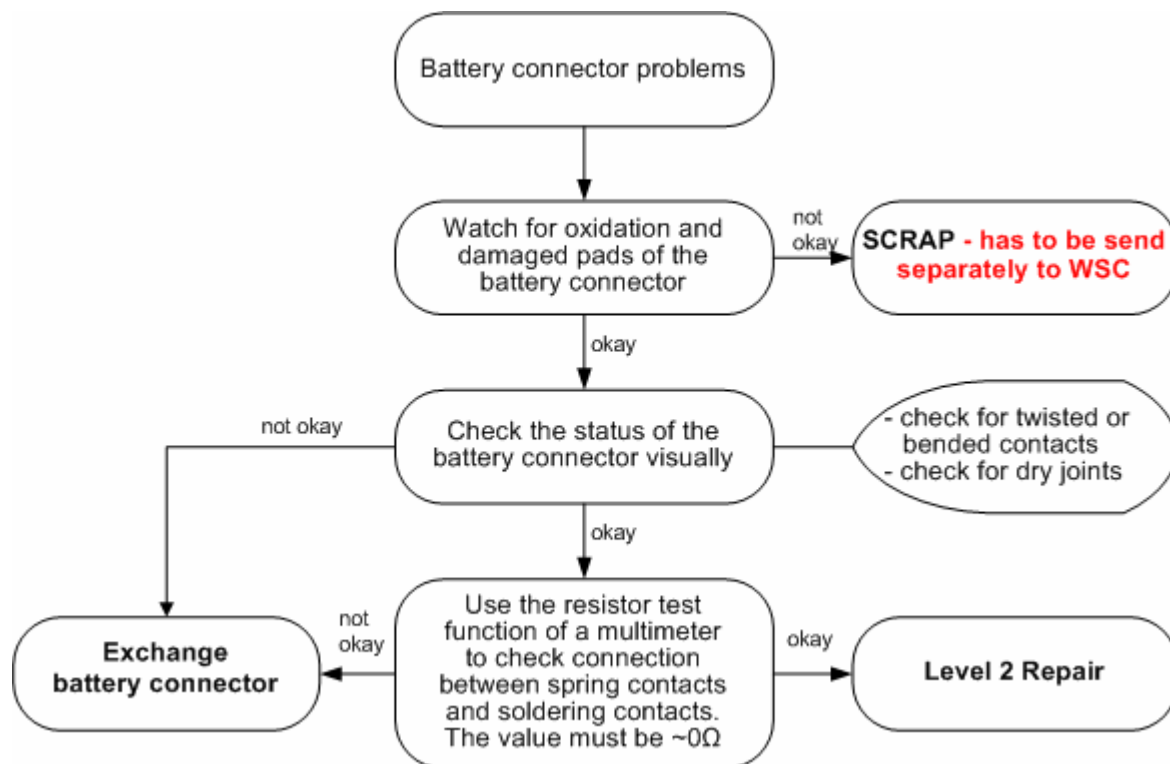 Battery connector problems
Watch for oxidation and
damaged pads of the
battery connector
not
okay
SCRAP - has to be send
separately to WSC
okay
Check the status of the
battery connector visually
not okay
- check for twisted or
bended contacts
- check for dry joints
okay
Use the resistor test
function of a multimeter
to check connection
between spring contacts
and soldering contacts.
The value must be ~0Ω
not
okay
Exchange
battery connector
okay
Level 2 Repair